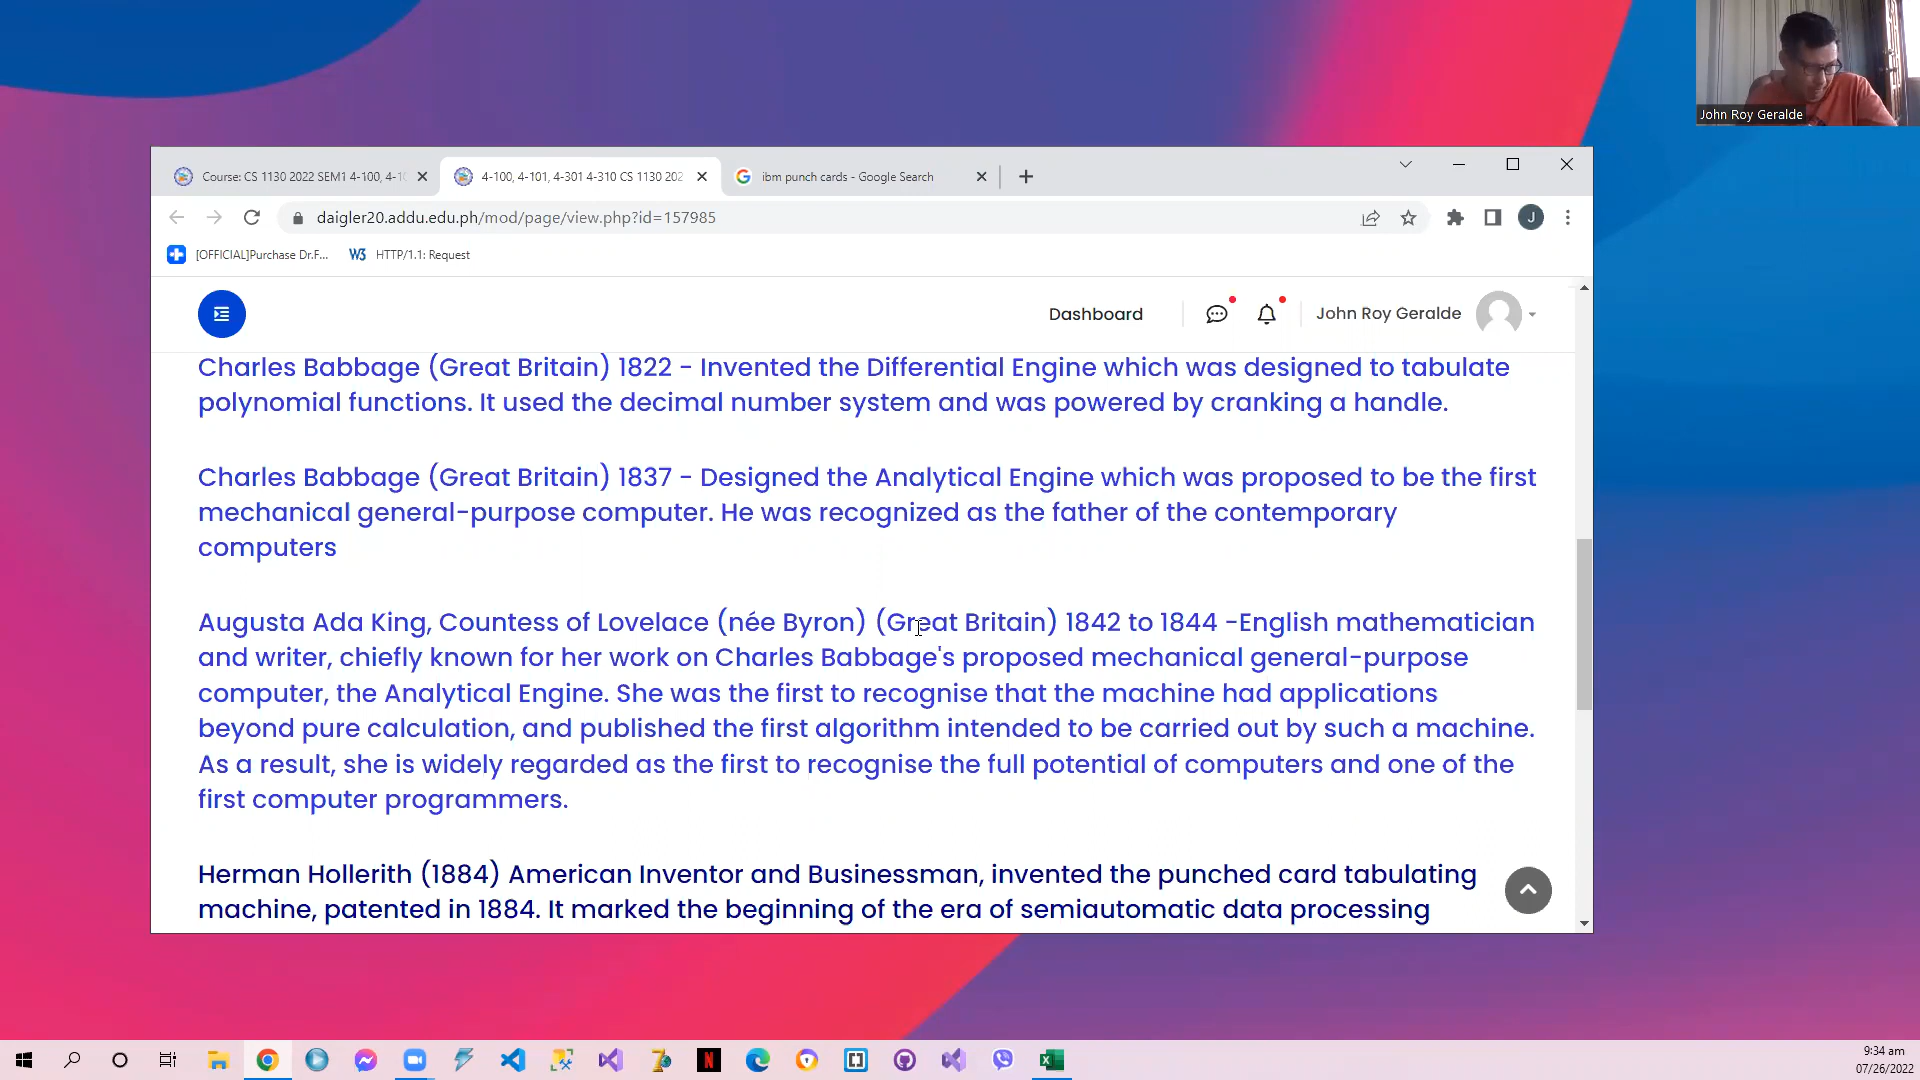 John Roy Geralde
Course: CS 1130 2022 SEM1 4-100, 4-10
4-100, 4-101, 4-301 4-310 CS 1130 202
ibm punch cards - Google Search
daigler20.addu.edu.ph/mod/page/view.php?id=157985
J
[OFFICIAL]Purchase Dr.F...
W3 HTTP/1.1: Request
Dashboard
John Roy Geralde
Charles Babbage (Great Britain) 1822 - Invented the Differential Engine which was designed to tabulate
polynomial functions. It used the decimal number system and was powered by cranking a handle.
Charles Babbage (Great Britain) 1837 - Designed the Analytical Engine which was proposed to be the first
mechanical general-purpose computer. He was recognized as the father of the contemporary
computers
Augusta Ada King, Countess of Lovelace (née Byron) (Great Britain) 1842 to 1844 -English mathematician
and writer, chiefly known for her work on Charles Babbage's proposed mechanical general-purpose
computer, the Analytical Engine. She was the first to recognise that the machine had applications
beyond pure calculation, and published the first algorithm intended to be carried out by such a machine.
As a result, she is widely regarded as the first to recognise the full potential of computers and one of the
first computer programmers.
Herman Hollerith (1884) American Inventor and Businessman, invented the punched card tabulating
machine, patented in 1884. It marked the beginning of the era of semiautomatic data processing
9:34 am
07/26/2022